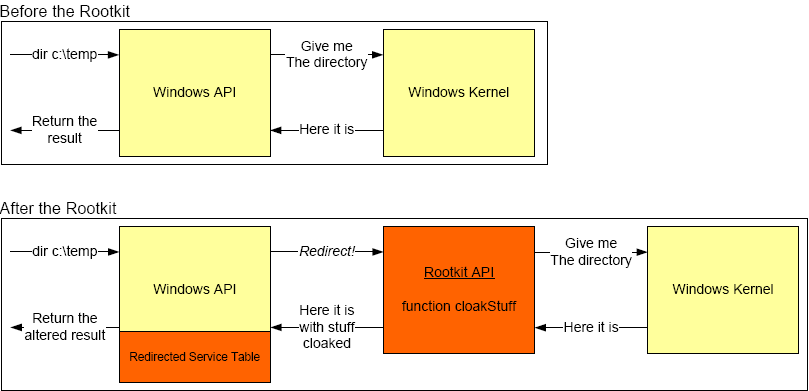 Before the Rootkit
dir c:\temp
Windows API
Give me
The directory
Windows Kernel
Return the
result
Here it is
After the Rootkit
dir c:\temp
Windows API
Redirect!
Rootkit API
function cloakStuff
Give me
The directory
Windows Kernel
Return the
altered result
Here it is
with stuff
cloaked
Here it is
Redirected Service Table